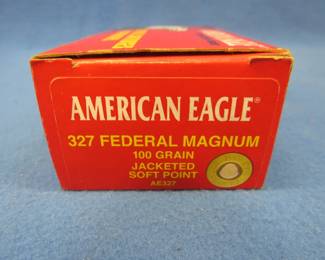 AMERICAN EAGLE®
327 FEDERAL MAGNUM
100 GRAIN
JACKETED
SOFT POINT
AE327